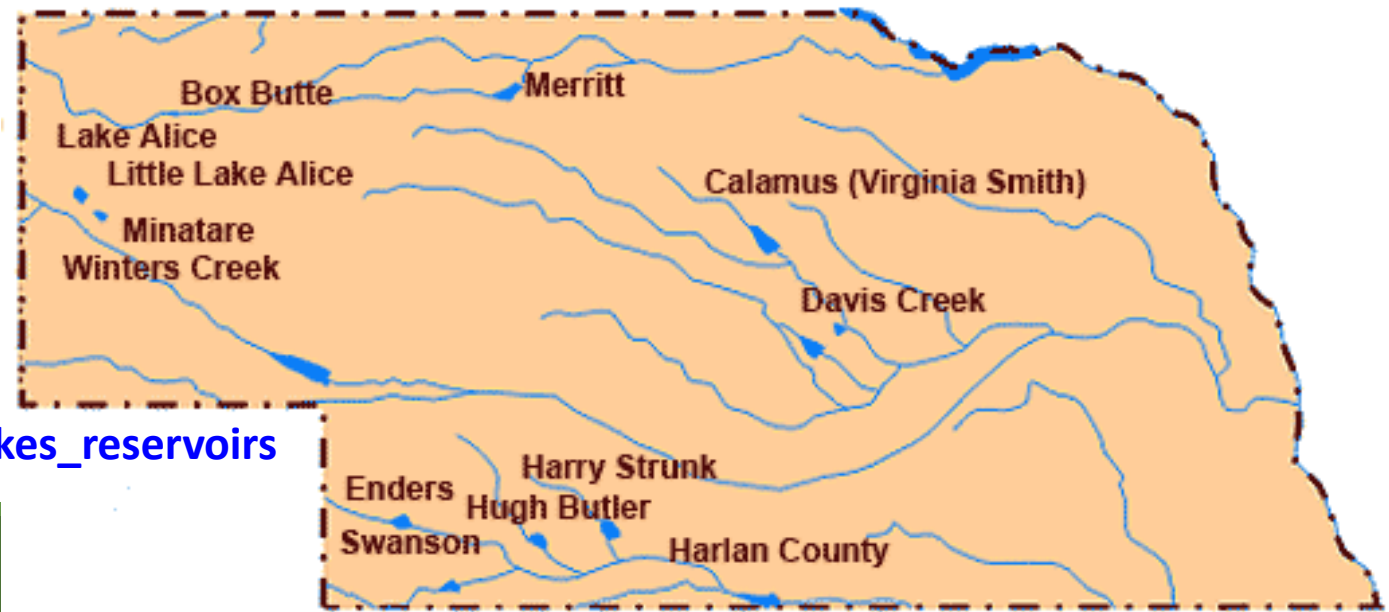 Box Butte
Merritt
Lake Alice
Little Lake Alice
Calamus (Virginia Smith)
Minatare
Winters Creek
Davis Creek
kes_reservoirs
Harry Strunk
Enders
Hugh Butler
Swanson
Harlan County